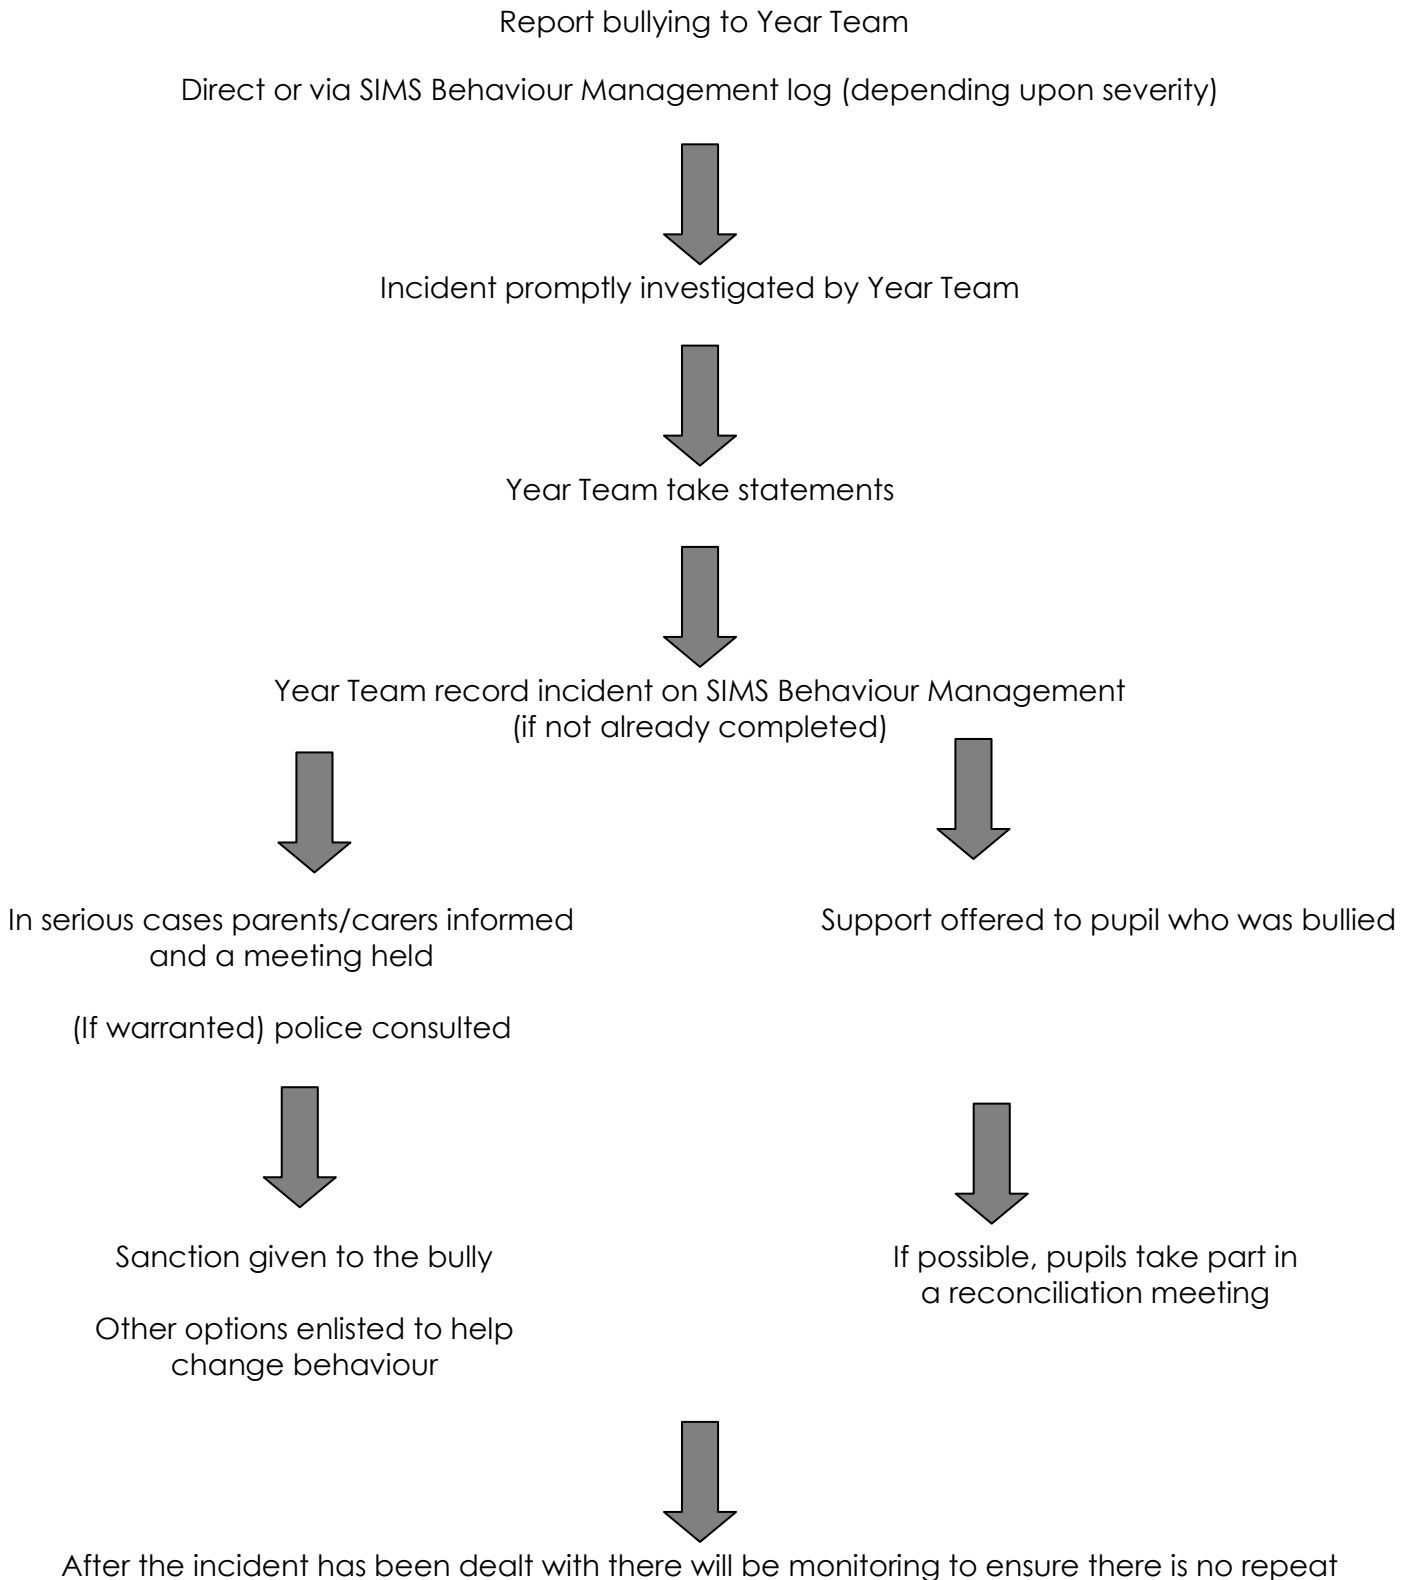 Report bullying to Year Team
Direct or via SIMS Behaviour Management log (depending upon severity)
Incident promptly investigated by Year Team
Year Team take statements
Year Team record incident on SIMS Behaviour Management
(if not already completed)
In serious cases parents/carers informed
and a meeting held
(If warranted) police consulted
Support offered to pupil who was bullied
Sanction given to the bully
Other options enlisted to help
change behaviour
If possible, pupils take part in
a reconciliation meeting
After the incident has been dealt with there will be monitoring to ensure there is no repeat